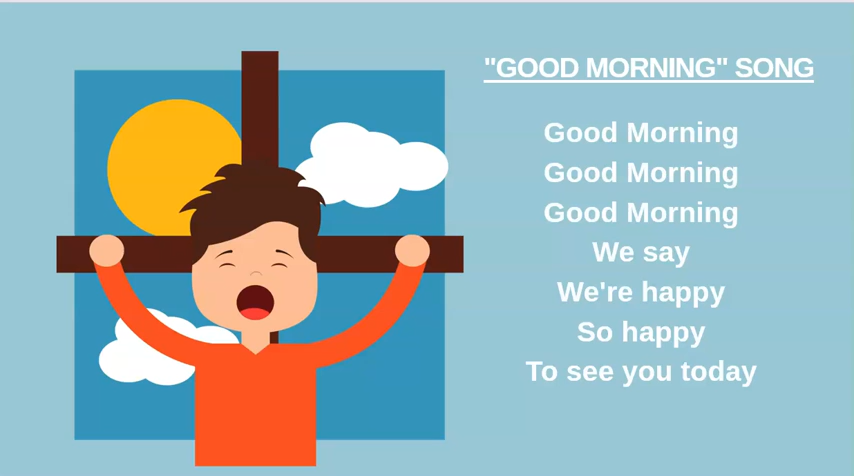 "GOOD MORNING" SONG
Good Morning
Good Morning
Good Morning
We say
We're happy
So happy
To see you today